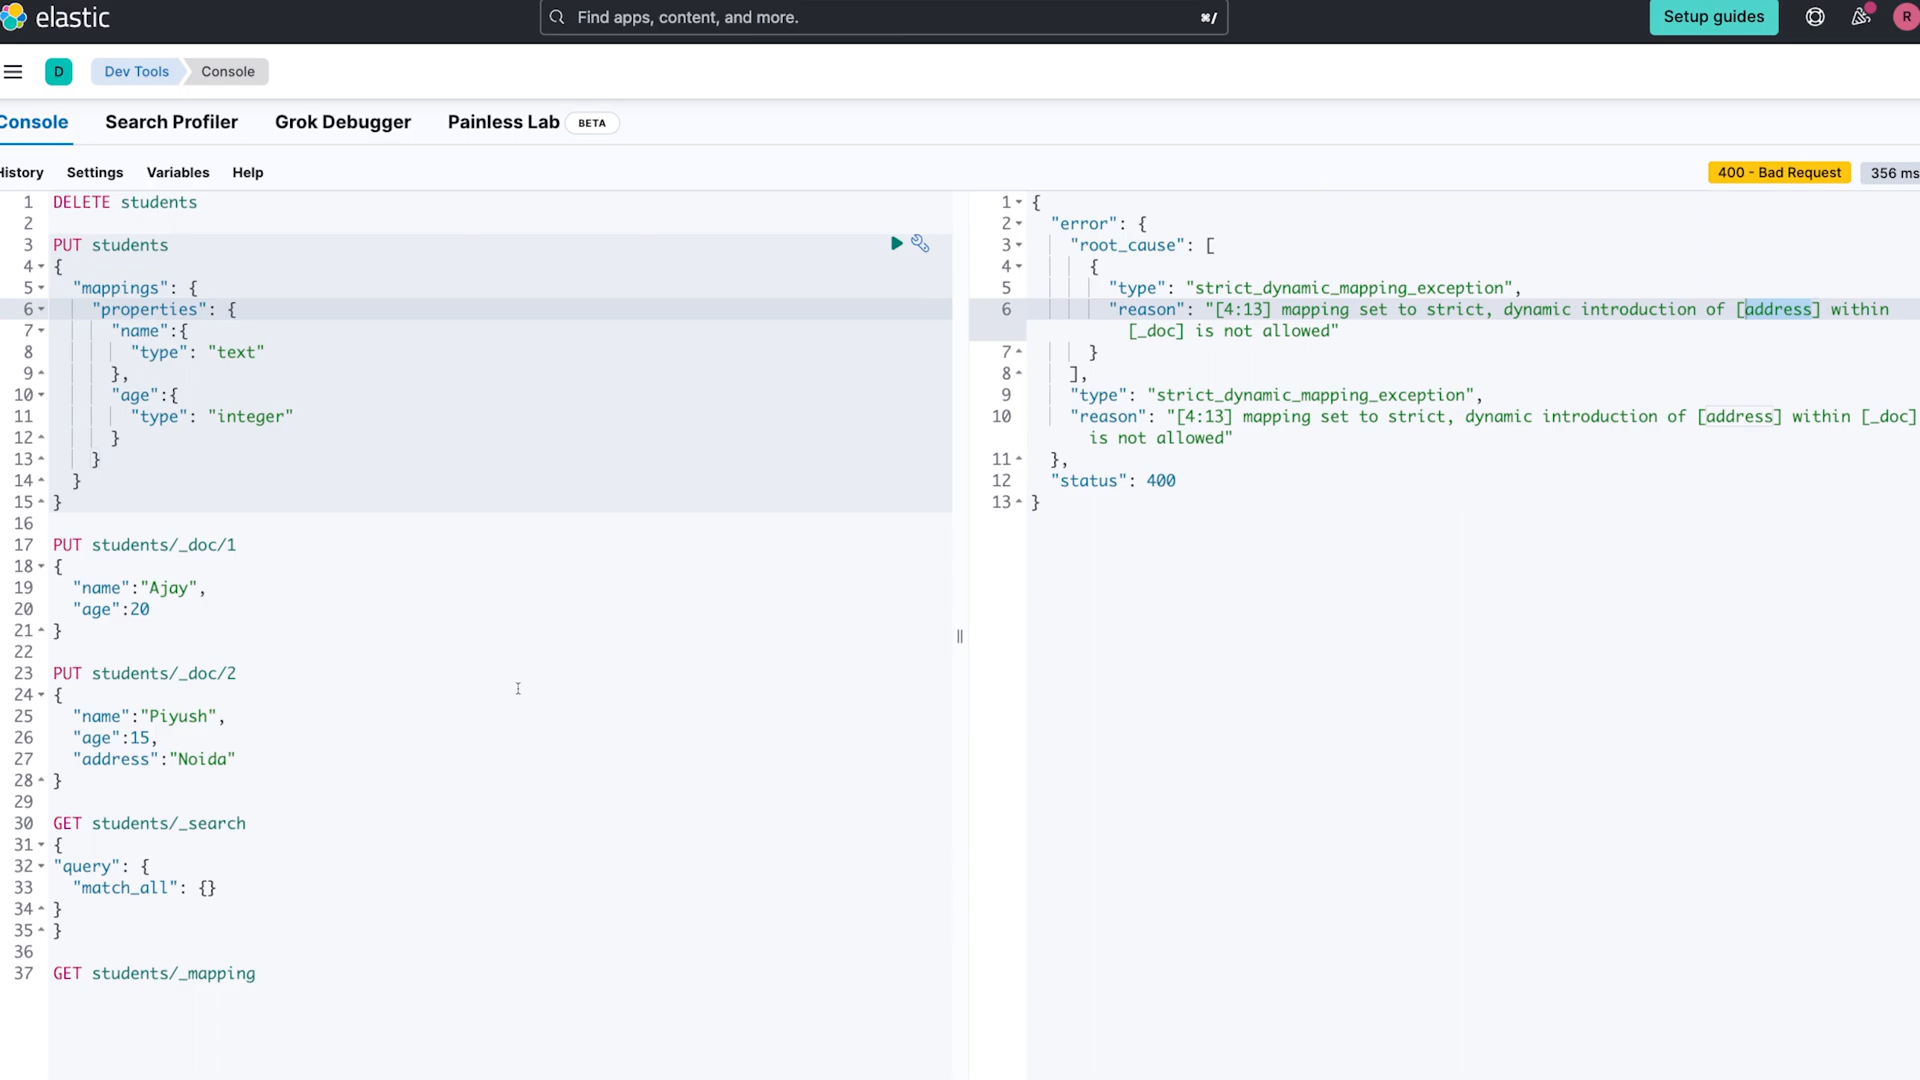 elastic
Find apps, content, and more.
⌘/
Setup guides
R
D
Dev Tools
Console
Console
Search Profiler
Grok Debugger
Painless Lab
BETA
History
Settings
Variables
Help
400 - Bad Request
356 ms
1 DELETE students
2
3 PUT students
4 {
5 "mappings": {
6 "properties": {
7 "name":{
8 "type": "text"
9 },
10 "age":{
11 "type": "integer"
12 }
13 }
14 }
15 }
16
17 PUT students/_doc/1
18 {
19 "name":"Ajay",
20 "age":20
21 }
22
23 PUT students/_doc/2
24 {
25 "name":"Piyush",
26 "age":15,
27 "address":"Noida"
28 }
29
30 GET students/_search
31 {
32 "query": {
33 "match_all": {}
34 }
35 }
36
37 GET students/_mapping
1 {
2 "error": {
3 "root_cause": [
4 {
5 "type": "strict_dynamic_mapping_exception",
6 "reason": "[4:13] mapping set to strict, dynamic introduction of [address] within
[_doc] is not allowed"
7 }
8 ],
9 "type": "strict_dynamic_mapping_exception",
10 "reason": "[4:13] mapping set to strict, dynamic introduction of [address] within [_doc]
is not allowed"
11 },
12 "status": 400
13 }